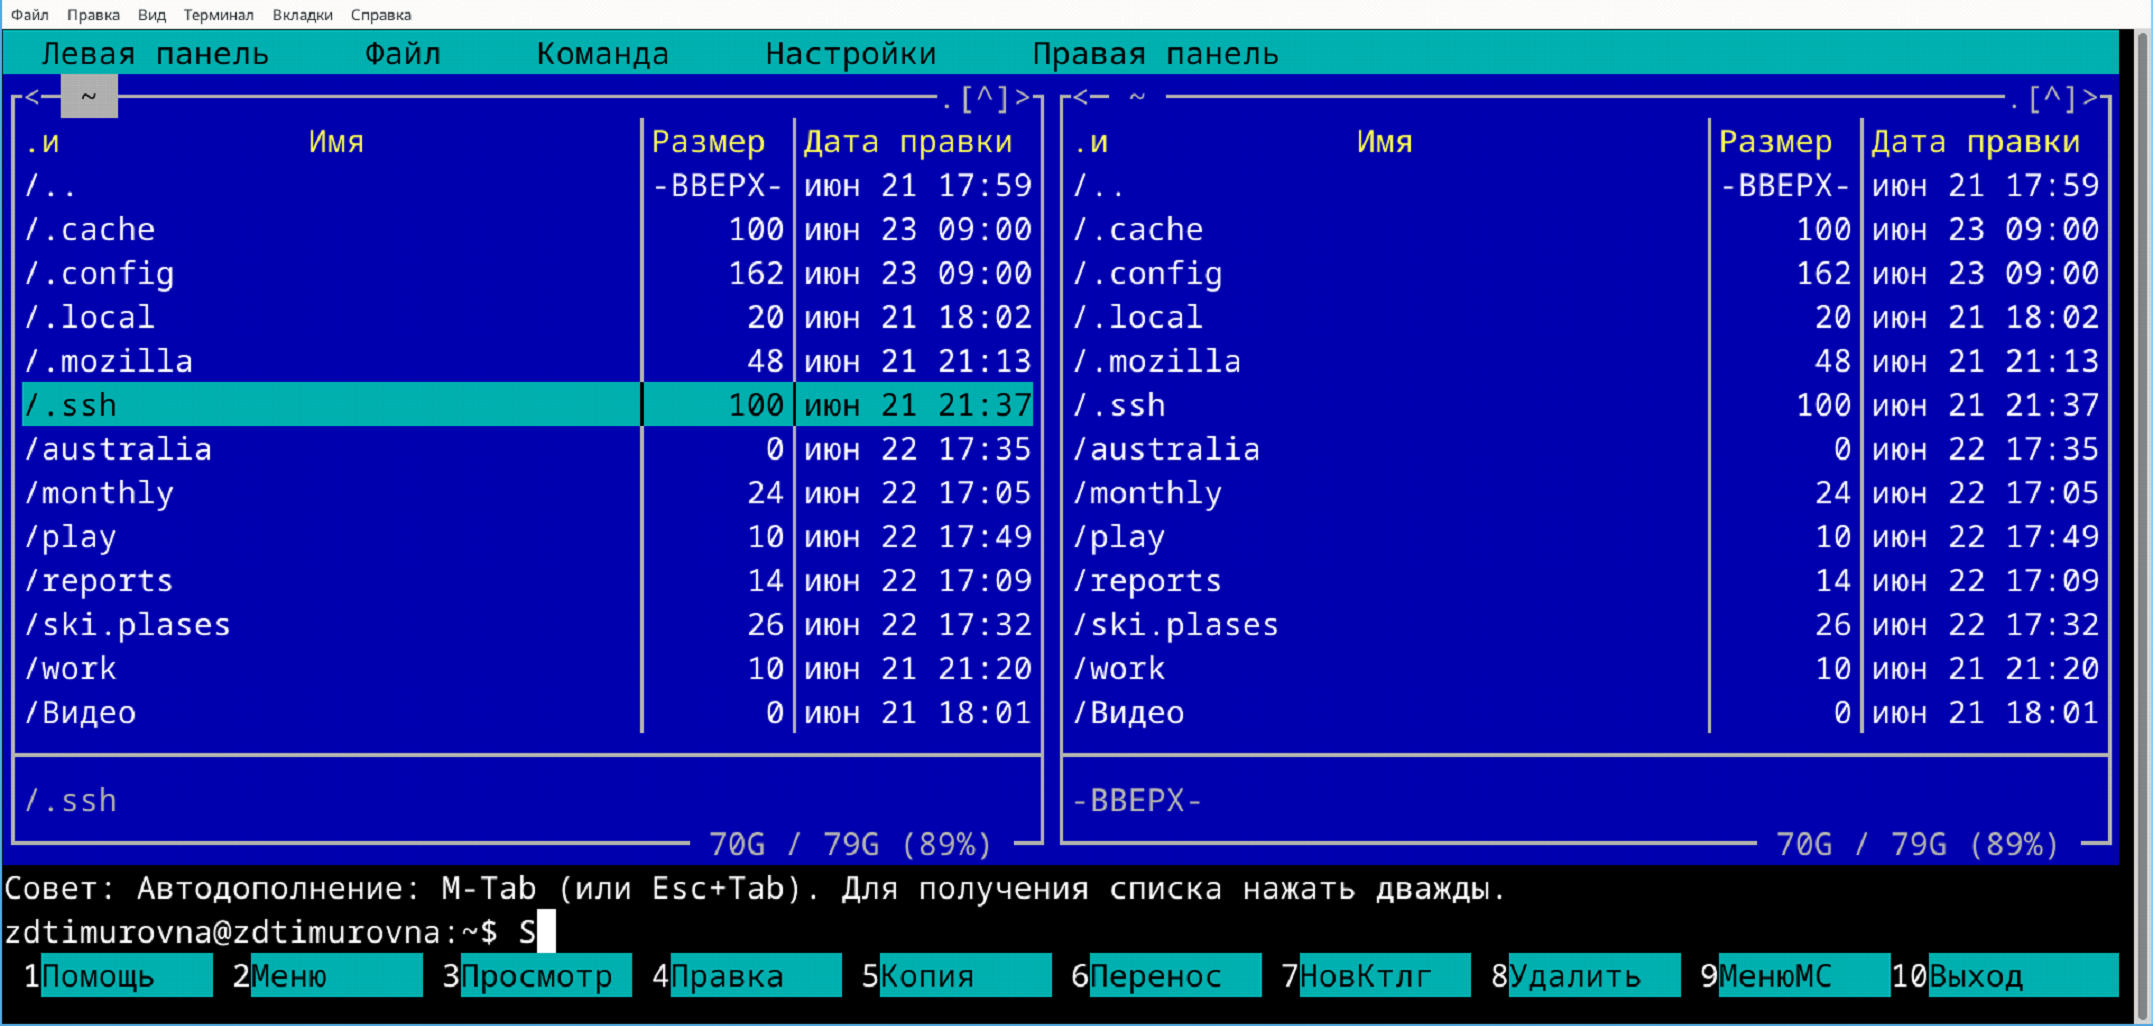 Файл Правка Вид Терминал Вкладки Справка
Левая панель Файл Команда Настройки Правая панель
<─ ~ .[^]> <─ ~ .[^]>
.и Имя Размер Дата правки .и Имя Размер Дата правки
/.. -ВВЕРХ- июн 21 17:59 /.. -ВВЕРХ- июн 21 17:59
/.cache 100 июн 23 09:00 /.cache 100 июн 23 09:00
/.config 162 июн 23 09:00 /.config 162 июн 23 09:00
/.local 20 июн 21 18:02 /.local 20 июн 21 18:02
/.mozilla 48 июн 21 21:13 /.mozilla 48 июн 21 21:13
/.ssh 100 июн 21 21:37 /.ssh 100 июн 21 21:37
/australia 0 июн 22 17:35 /australia 0 июн 22 17:35
/monthly 24 июн 22 17:05 /monthly 24 июн 22 17:05
/play 10 июн 22 17:49 /play 10 июн 22 17:49
/reports 14 июн 22 17:09 /reports 14 июн 22 17:09
/ski.plases 26 июн 22 17:32 /ski.plases 26 июн 22 17:32
/work 10 июн 21 21:20 /work 10 июн 21 21:20
/Видео 0 июн 21 18:01 /Видео 0 июн 21 18:01
/.ssh -ВВЕРХ-
70G / 79G (89%) 70G / 79G (89%)
Совет: Автодополнение: M-Tab (или Esc+Tab). Для получения списка нажать дважды.
zdtimurovna@zdtimurovna:~$ S
1Помощь 2Меню 3Просмотр 4Правка 5Копия 6Перенос 7НовКтлг 8Удалить 9МенюMC 10Выход